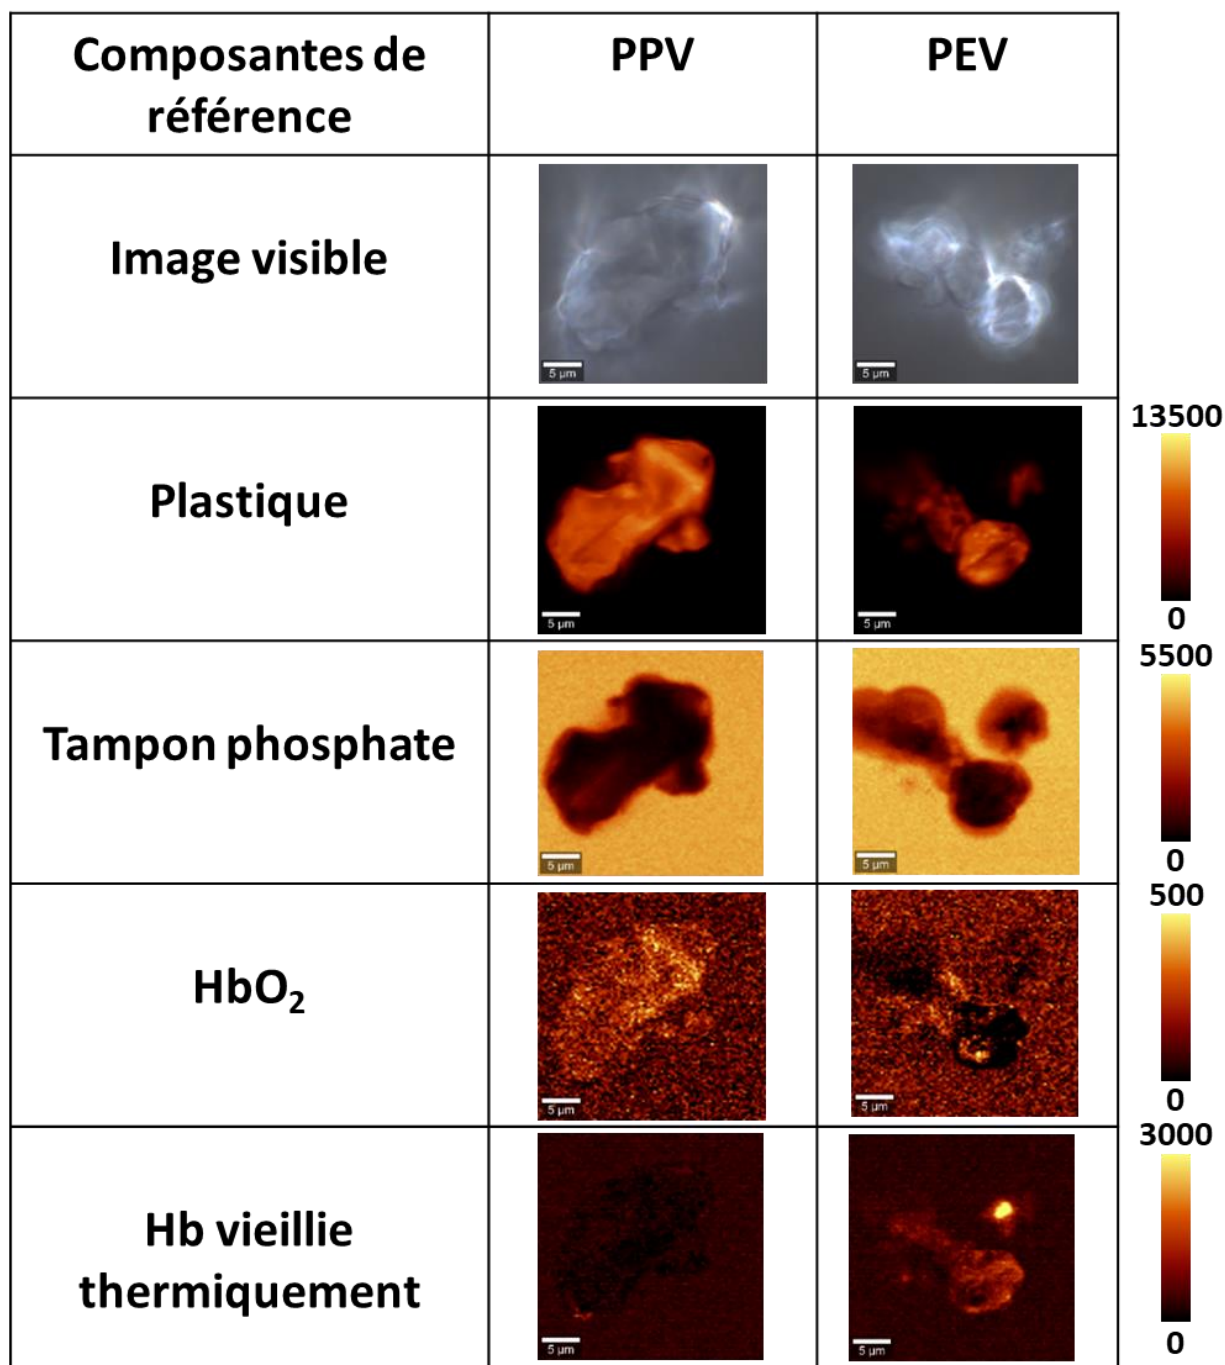 Composantes de
référence
PPV
PEV
Image visible
5 µm
5 µm
Plastique
5 µm
5 µm
13500
0
Tampon phosphate
5 µm
5 µm
5500
0
HbO₂
5 µm
5 µm
500
0
Hb vieillie
thermiquement
5 µm
5 µm
3000
0